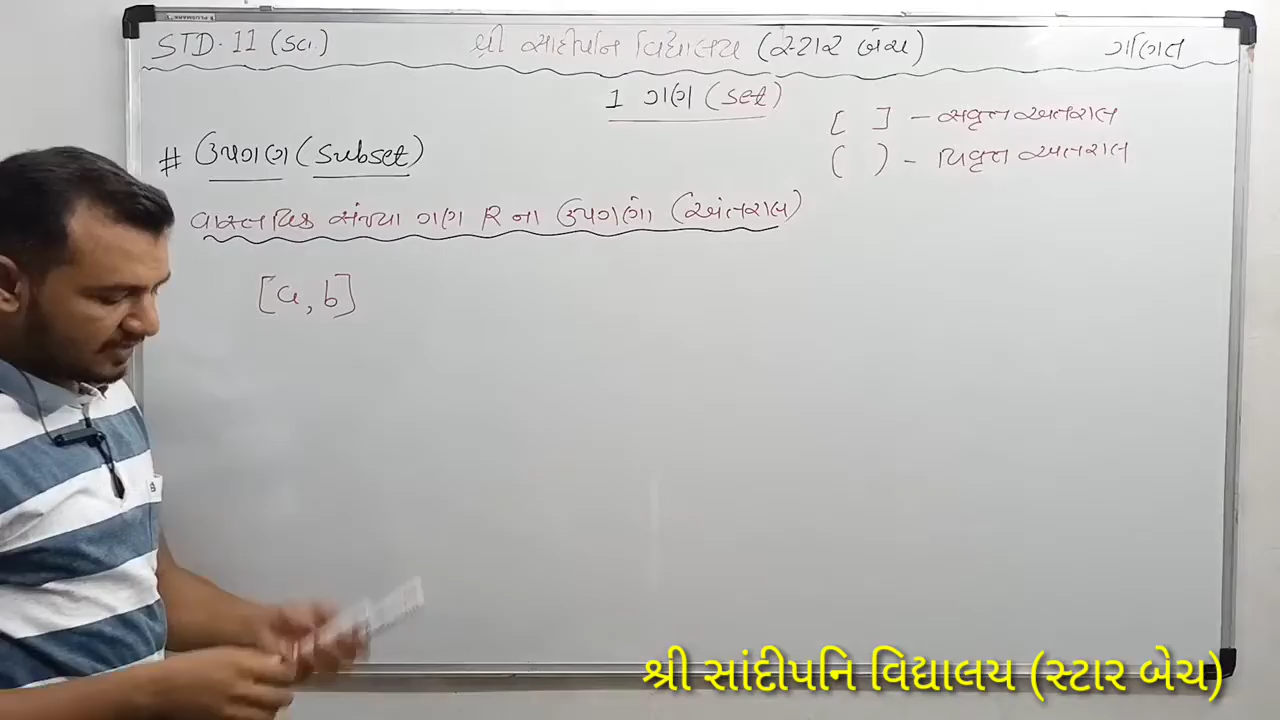 STD. 11 (Sci.) શ્રી સાંદીપનિ વિદ્યાલય (સ્ટાર બેચ) ગણિત
1 ગણ (Set)
[ ] - સંવૃત્ત અંતરાલ
# ઉપગણ (Subset)
( ) - વિવૃત્ત અંતરાલ
વાસ્તવિક સંખ્યા ગણ R ના ઉપગણો (અંતરાલ)
[a, b]
શ્રી સાંદીપનિ વિદ્યાલય (સ્ટાર બેચ)